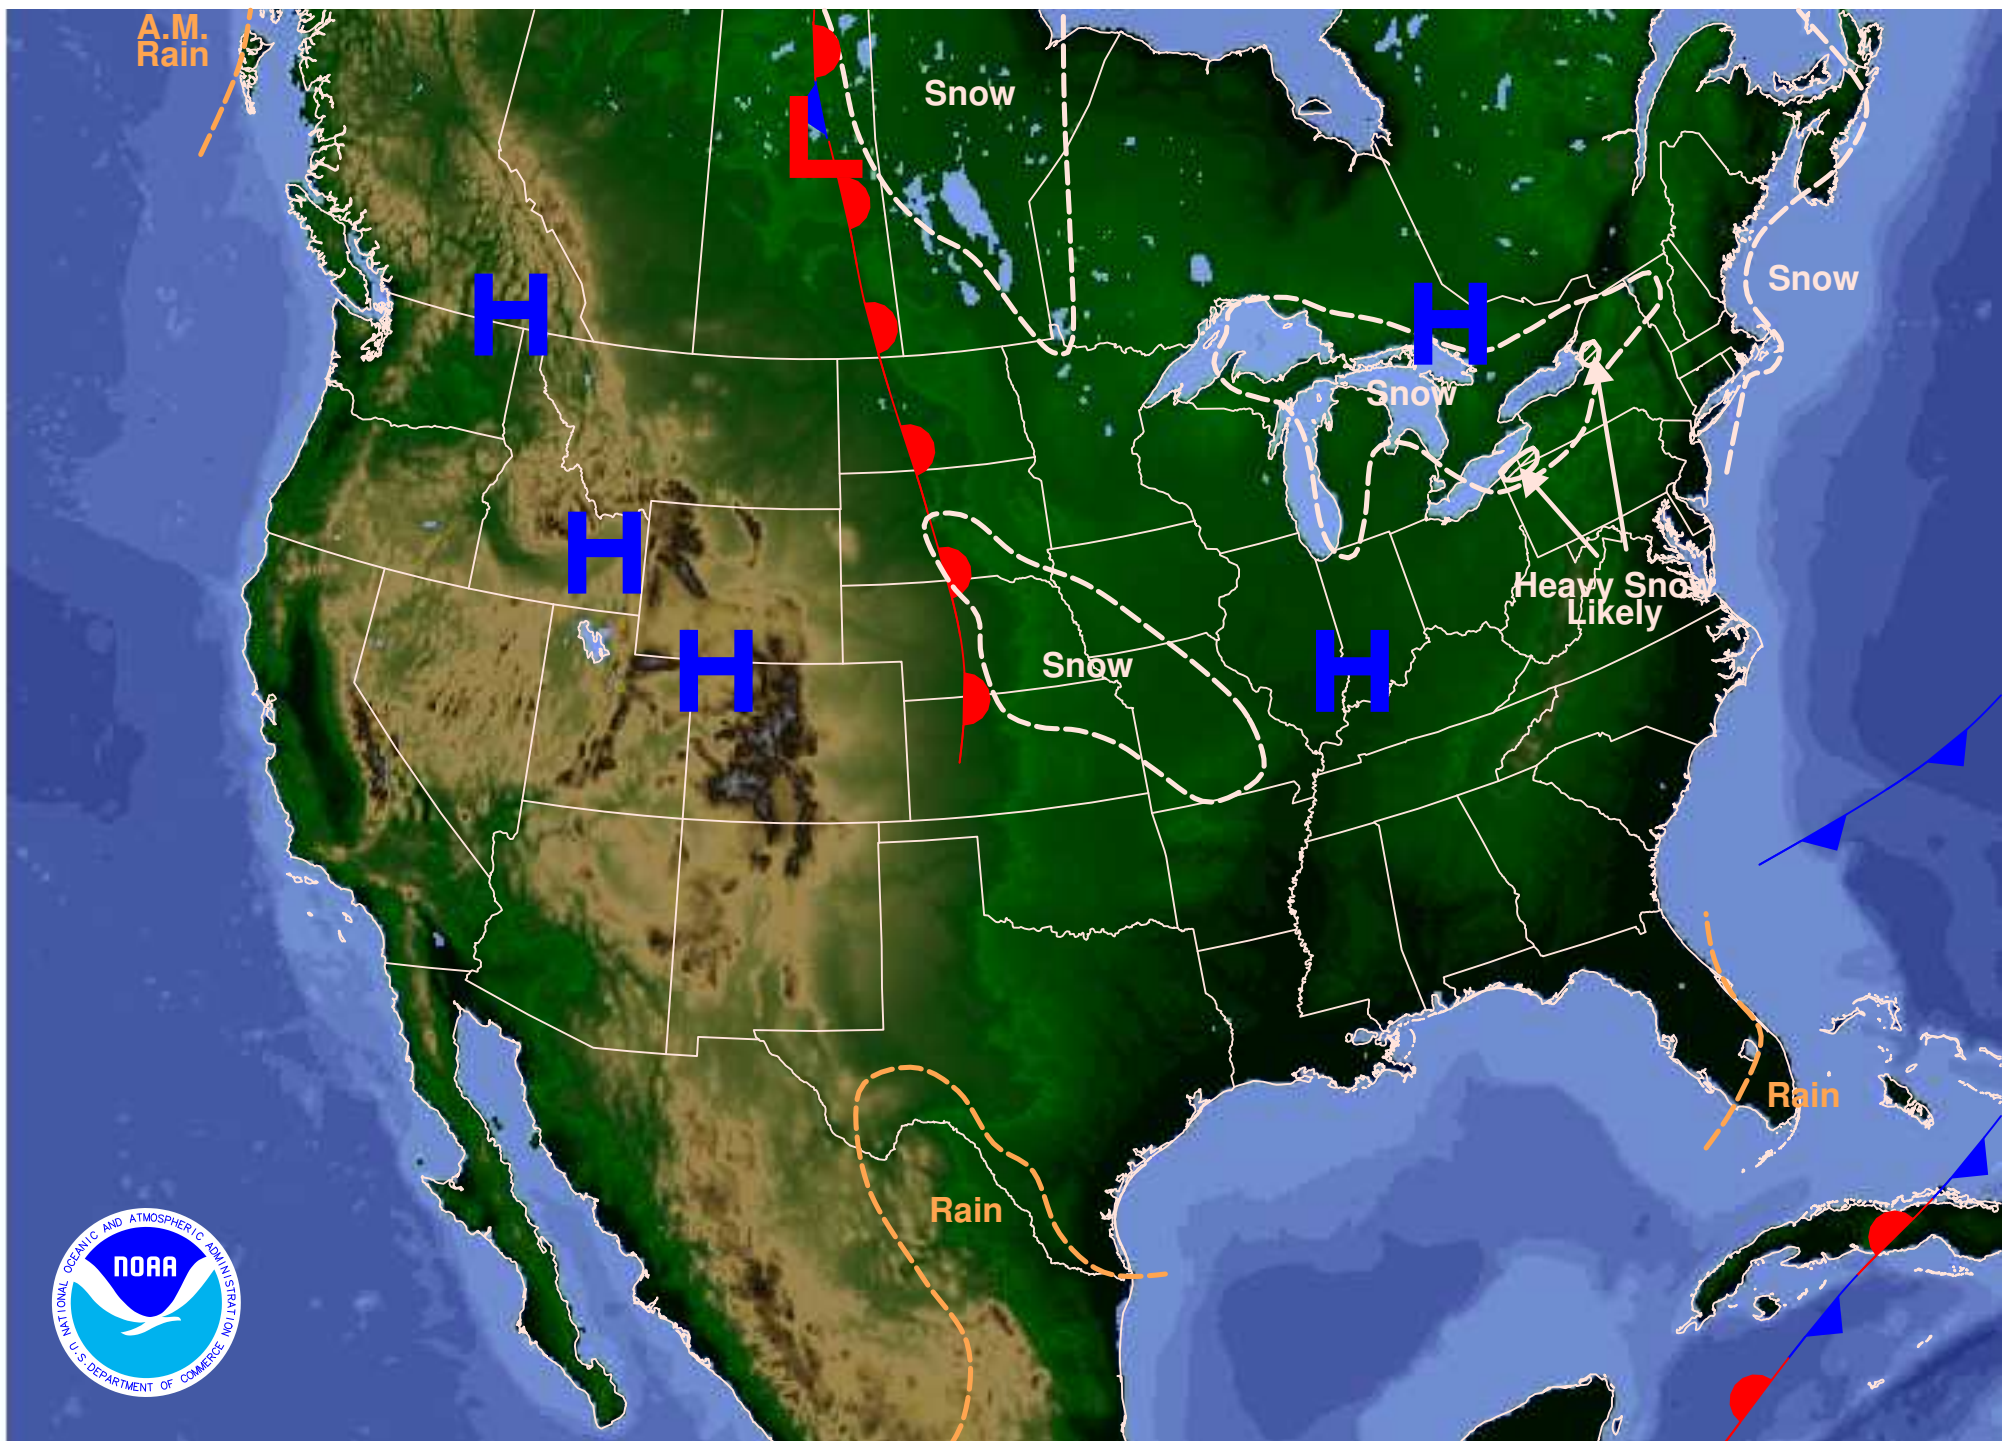 A.M.
Rain
Snow
L
H
H
Snow
Snow
H
Heavy Snow
Likely
H
Snow
H
Rain
Rain
NATIONAL OCEANIC AND ATMOSPHERIC ADMINISTRATION
NOAA
U.S. DEPARTMENT OF COMMERCE